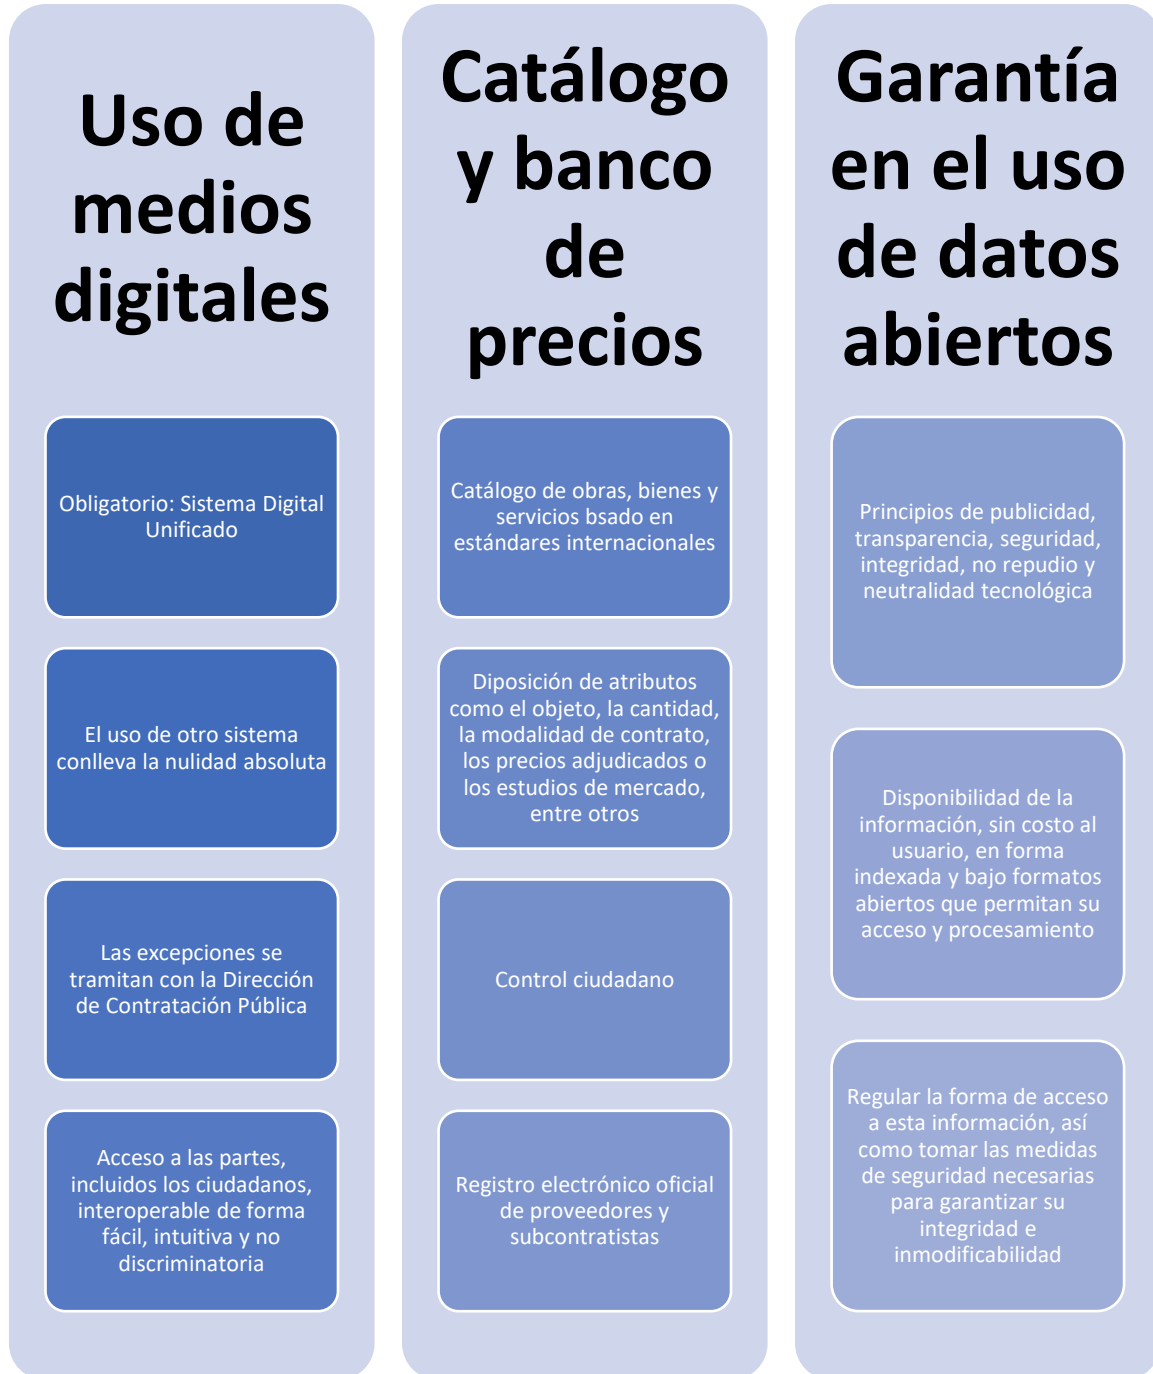 Uso de
medios
digitales
Obligatorio: Sistema Digital
Unificado
El uso de otro sistema
conlleva la nulidad absoluta
Las excepciones se
tramitan con la Dirección
de Contratación Pública
Acceso a las partes,
incluidos los ciudadanos,
interoperable de forma
fácil, intuitiva y no
discriminatoria
Catálogo
y banco
de
precios
Catálogo de obras, bienes y
servicios bsado en
estándares internacionales
Diposición de atributos
como el objeto, la cantidad,
la modalidad de contrato,
los precios adjudicados o
los estudios de mercado,
entre otros
Control ciudadano
Registro electrónico oficial
de proveedores y
subcontratistas
Garantía
en el uso
de datos
abiertos
Principios de publicidad,
transparencia, seguridad,
integridad, no repudio y
neutralidad tecnológica
Disponibilidad de la
información, sin costo al
usuario, en forma
indexada y bajo formatos
abiertos que permitan su
acceso y procesamiento
Regular la forma de acceso
a esta información, así
como tomar las medidas
de seguridad necesarias
para garantizar su
integridad e
inmodificabilidad